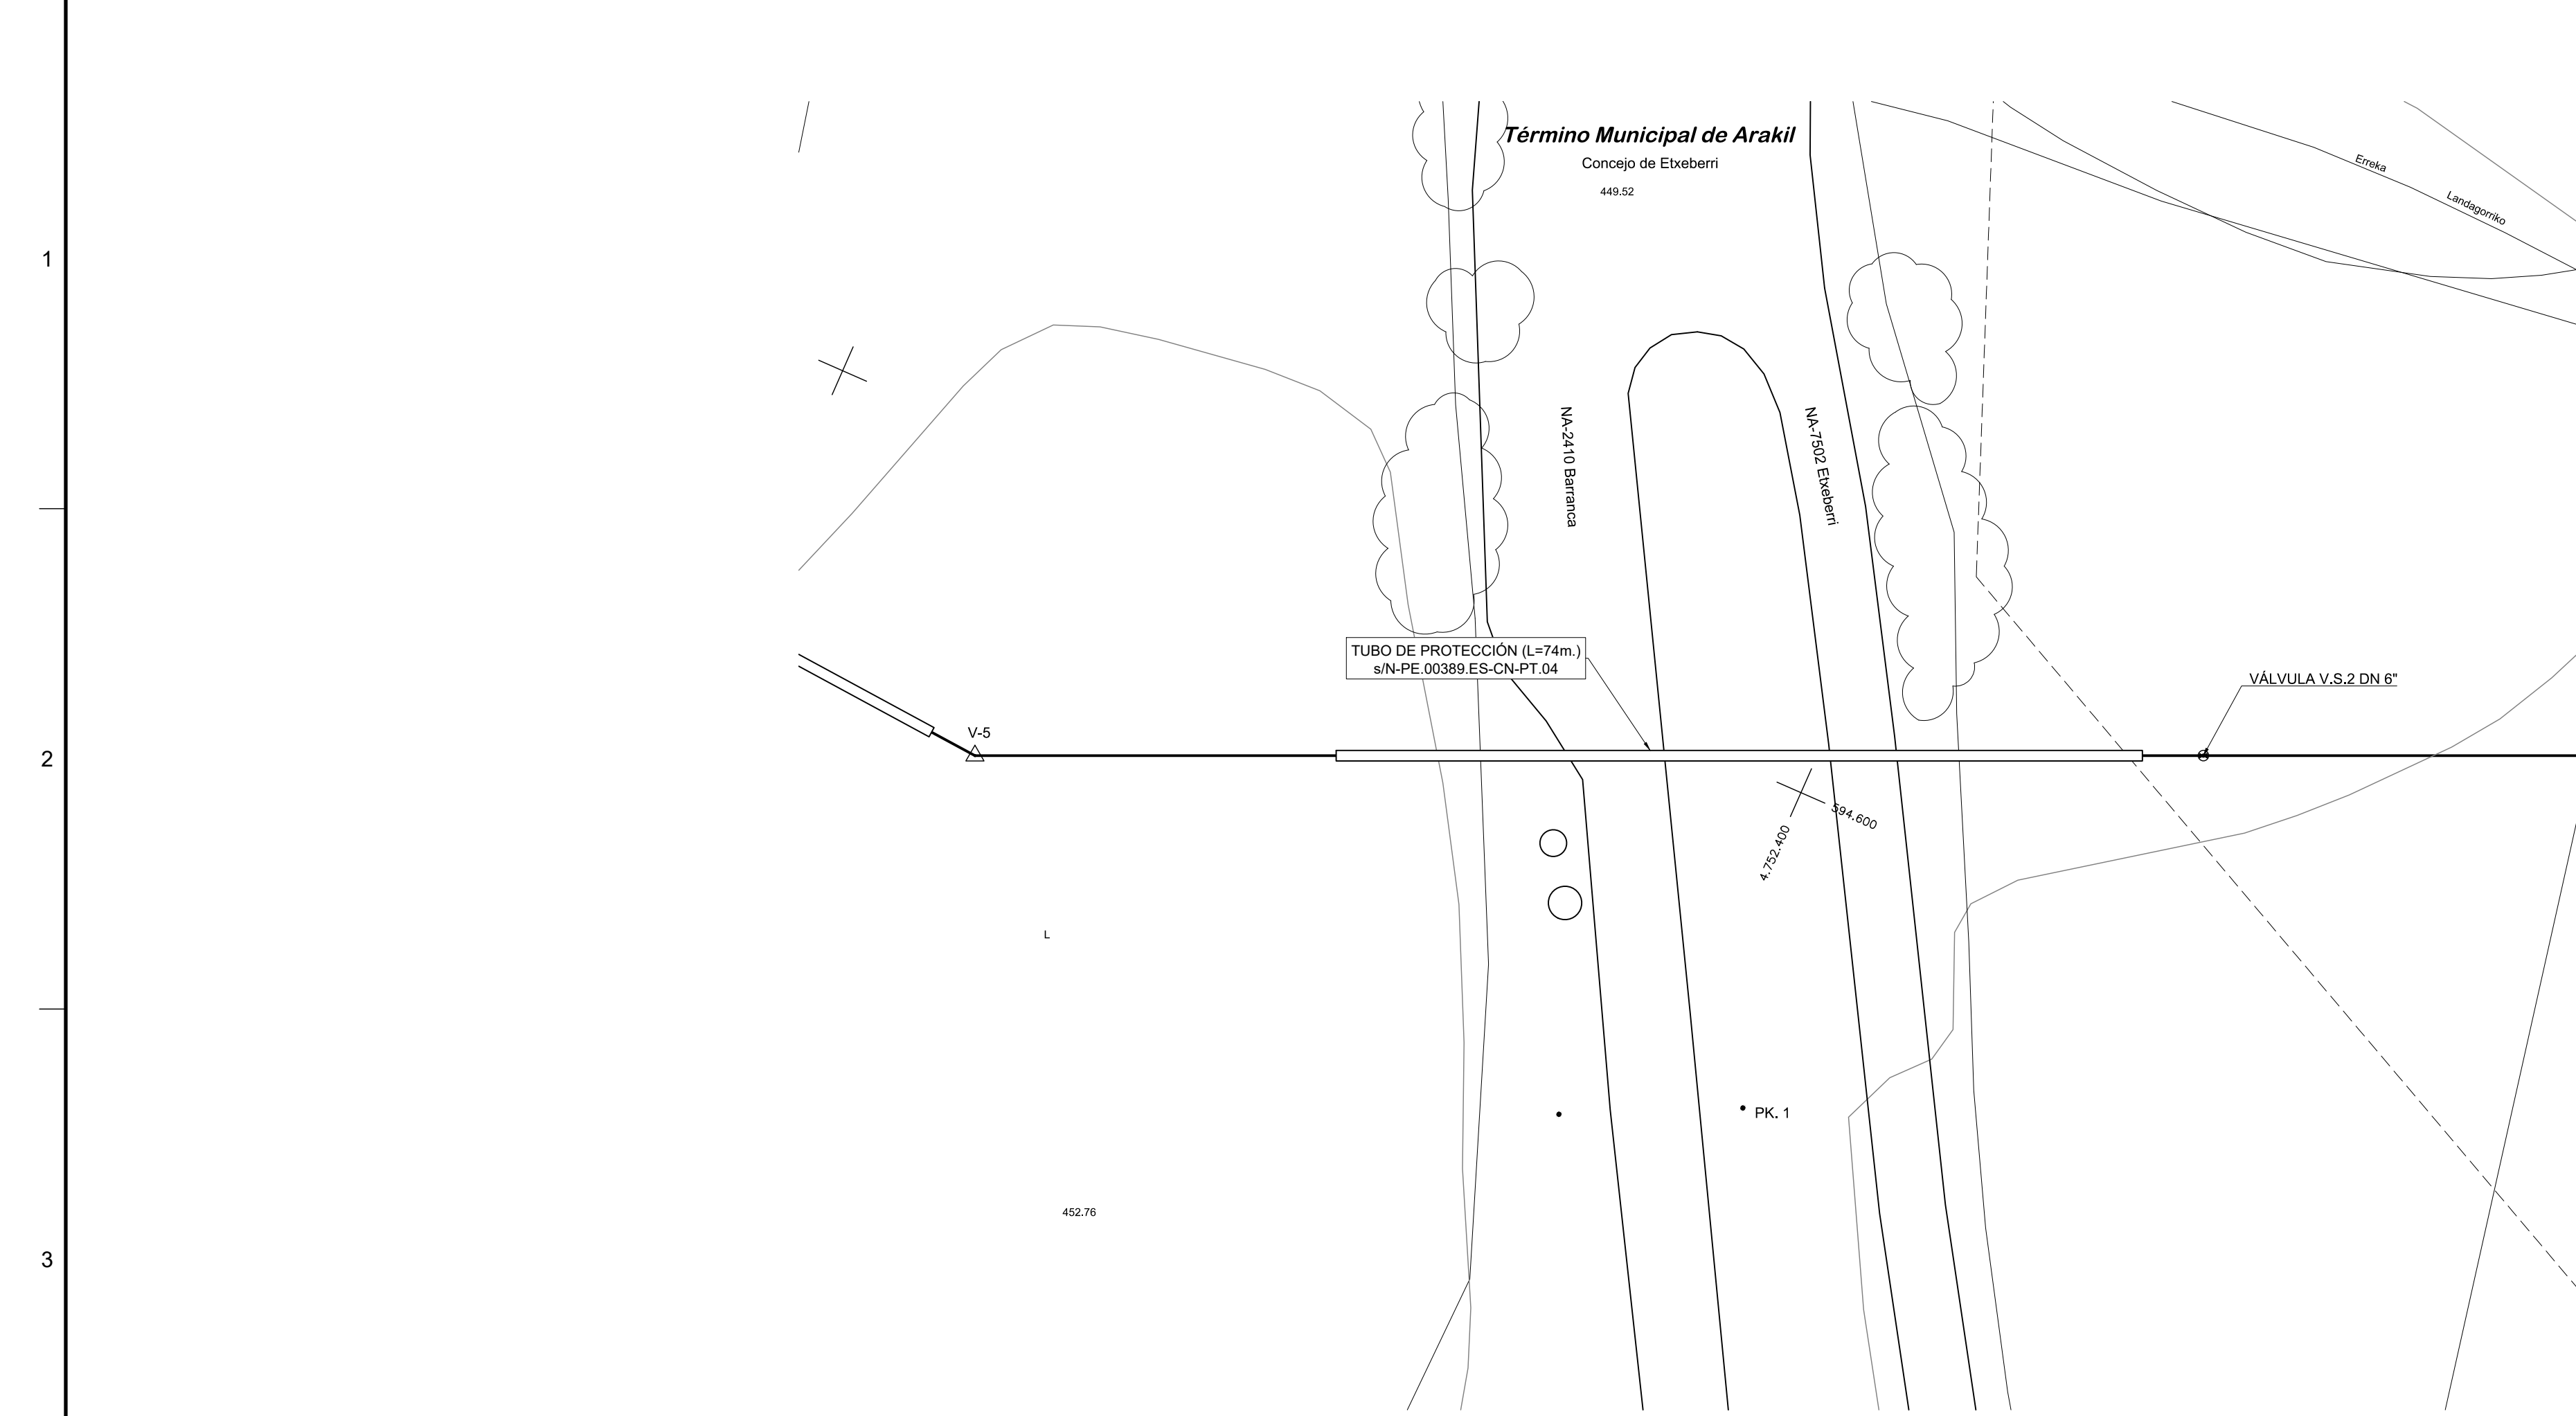 Término Municipal de Arakil
Concejo de Etxeberri
449.52
Erreka
Landagorriko
1
NA-2410 Barranca
NA-7502 Etxeberri
TUBO DE PROTECCIÓN (L=74m.)
s/N-PE.00389.ES-CN-PT.04
VÁLVULA V.S.2 DN 6"
V-5
2
594.600
4.752.400
L
PK. 1
452.76
3